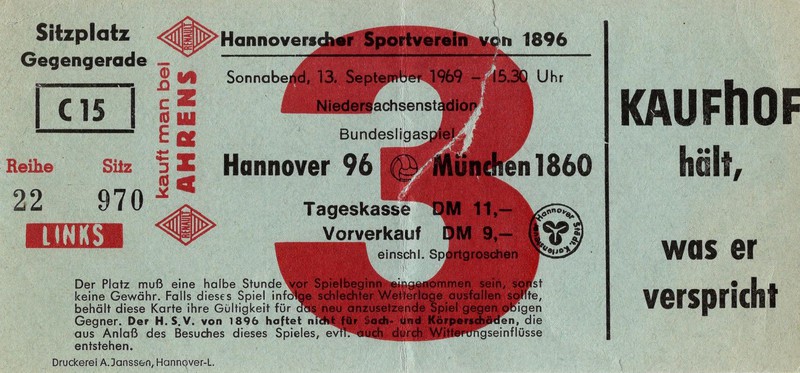 Sitzplatz
Gegengerade
C 15
Reihe Sitz
22 970
LINKS
RENAULT
kauft man bei
AHRENS
RENAULT
3
Hannoverscher Sportverein von 1896
Sonnabend, 13. September 1969 – 15.30 Uhr
Niedersachsenstadion
Bundesligaspiel
Hannover 96 München 1860
Tageskasse DM 11,–
Vorverkauf DM 9,–
einschl. Sportgroschen
Hannover Städt. Kartenst.
Der Platz muß eine halbe Stunde vor Spielbeginn eingenommen sein, sonst
keine Gewähr. Falls dieses Spiel infolge schlechter Wetterlage ausfallen sollte,
behält diese Karte ihre Gültigkeit für das neu anzusetzende Spiel gegen obigen
Gegner. Der H. S. V. von 1896 haftet nicht für Sach- und Körperschäden, die
aus Anlaß des Besuches dieses Spieles, evtl. auch durch Witterungseinflüsse
entstehen.
Druckerei A. Janssen, Hannover-L.
KAUFhOF
hält,
was er
verspricht